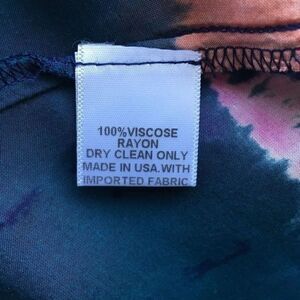 100%VISCOSE
RAYON
DRY CLEAN ONLY
MADE IN USA.WITH
IMPORTED FABRIC